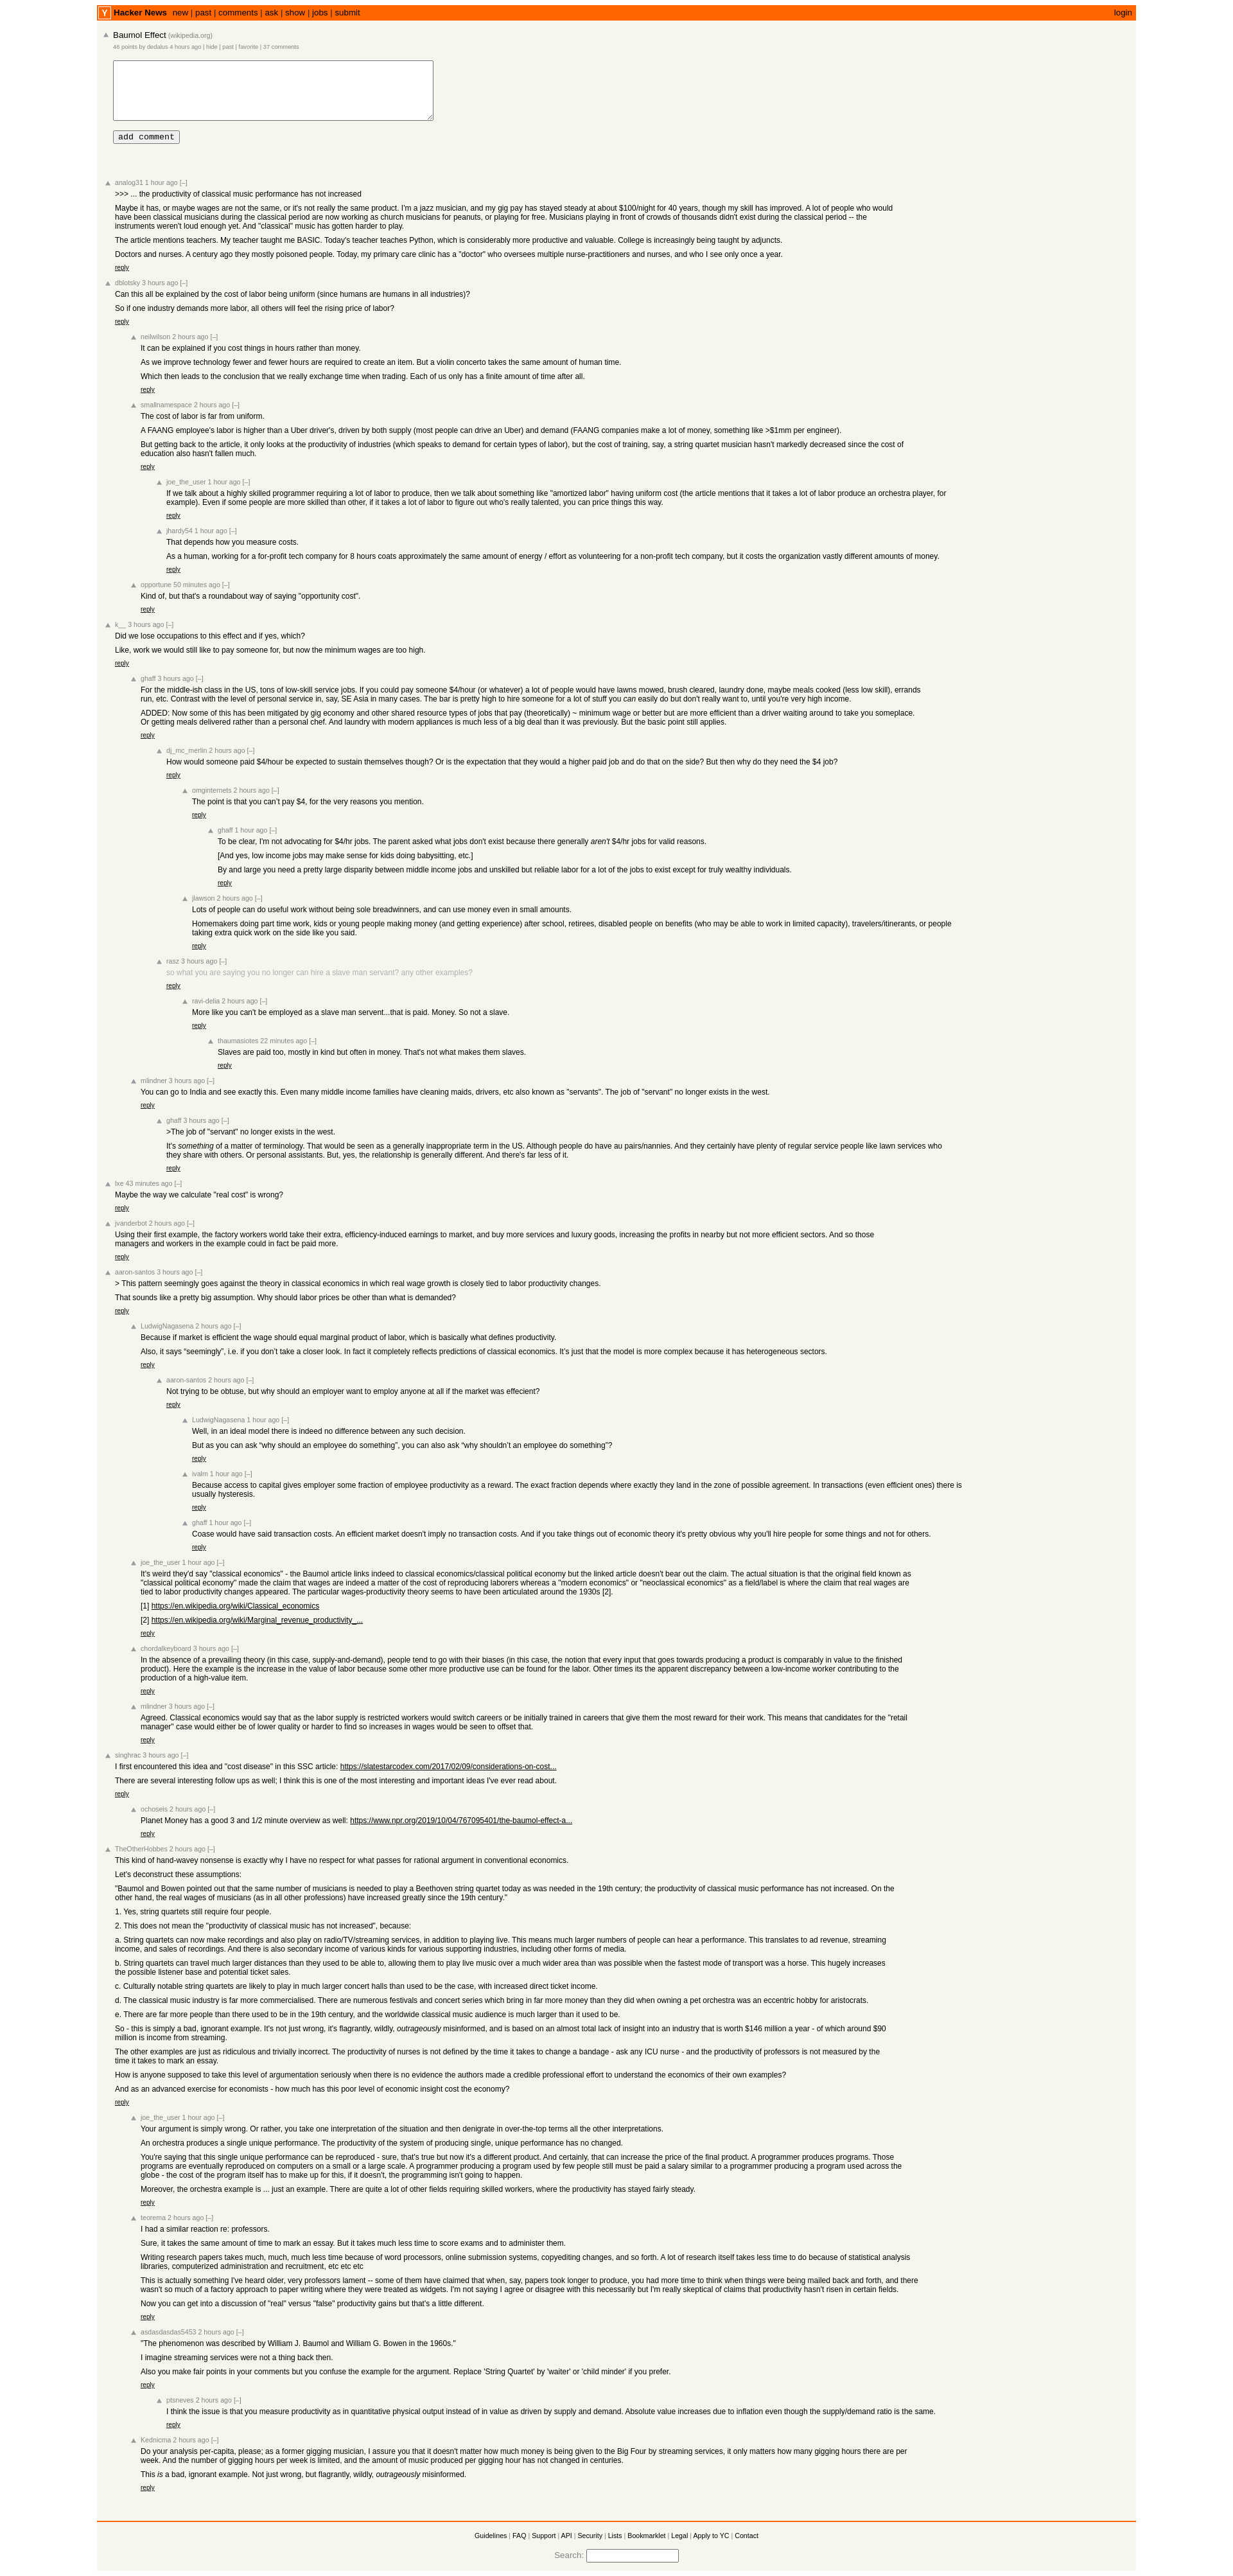 Y Hacker News new | past | comments | ask | show | jobs | submit login
Baumol Effect (wikipedia.org)
46 points by dedalus 4 hours ago | hide | past | favorite | 37 comments
add comment
analog31 1 hour ago [–]
>>> ... the productivity of classical music performance has not increased
Maybe it has, or maybe wages are not the same, or it's not really the same product. I'm a jazz musician, and my gig pay has stayed steady at about $100/night for 40 years, though my skill has improved. A lot of people who would
have been classical musicians during the classical period are now working as church musicians for peanuts, or playing for free. Musicians playing in front of crowds of thousands didn't exist during the classical period -- the
instruments weren't loud enough yet. And "classical" music has gotten harder to play.
The article mentions teachers. My teacher taught me BASIC. Today's teacher teaches Python, which is considerably more productive and valuable. College is increasingly being taught by adjuncts.
Doctors and nurses. A century ago they mostly poisoned people. Today, my primary care clinic has a "doctor" who oversees multiple nurse-practitioners and nurses, and who I see only once a year.
reply
dblotsky 3 hours ago [–]
Can this all be explained by the cost of labor being uniform (since humans are humans in all industries)?
So if one industry demands more labor, all others will feel the rising price of labor?
reply
neilwilson 2 hours ago [–]
It can be explained if you cost things in hours rather than money.
As we improve technology fewer and fewer hours are required to create an item. But a violin concerto takes the same amount of human time.
Which then leads to the conclusion that we really exchange time when trading. Each of us only has a finite amount of time after all.
reply
smallnamespace 2 hours ago [–]
The cost of labor is far from uniform.
A FAANG employee's labor is higher than a Uber driver's, driven by both supply (most people can drive an Uber) and demand (FAANG companies make a lot of money, something like >$1mm per engineer).
But getting back to the article, it only looks at the productivity of industries (which speaks to demand for certain types of labor), but the cost of training, say, a string quartet musician hasn't markedly decreased since the cost of
education also hasn't fallen much.
reply
joe_the_user 1 hour ago [–]
If we talk about a highly skilled programmer requiring a lot of labor to produce, then we talk about something like "amortized labor" having uniform cost (the article mentions that it takes a lot of labor produce an orchestra player, for
example). Even if some people are more skilled than other, if it takes a lot of labor to figure out who's really talented, you can price things this way.
reply
jhardy54 1 hour ago [–]
That depends how you measure costs.
As a human, working for a for-profit tech company for 8 hours coats approximately the same amount of energy / effort as volunteering for a non-profit tech company, but it costs the organization vastly different amounts of money.
reply
opportune 50 minutes ago [–]
Kind of, but that's a roundabout way of saying "opportunity cost".
reply
k__ 3 hours ago [–]
Did we lose occupations to this effect and if yes, which?
Like, work we would still like to pay someone for, but now the minimum wages are too high.
reply
ghaff 3 hours ago [–]
For the middle-ish class in the US, tons of low-skill service jobs. If you could pay someone $4/hour (or whatever) a lot of people would have lawns mowed, brush cleared, laundry done, maybe meals cooked (less low skill), errands
run, etc. Contrast with the level of personal service in, say, SE Asia in many cases. The bar is pretty high to hire someone for a lot of stuff you can easily do but don't really want to, until you're very high income.
ADDED: Now some of this has been mitigated by gig economy and other shared resource types of jobs that pay (theoretically) ~ minimum wage or better but are more efficient than a driver waiting around to take you someplace.
Or getting meals delivered rather than a personal chef. And laundry with modern appliances is much less of a big deal than it was previously. But the basic point still applies.
reply
dj_mc_merlin 2 hours ago [–]
How would someone paid $4/hour be expected to sustain themselves though? Or is the expectation that they would a higher paid job and do that on the side? But then why do they need the $4 job?
reply
omginternets 2 hours ago [–]
The point is that you can't pay $4, for the very reasons you mention.
reply
ghaff 1 hour ago [–]
To be clear, I'm not advocating for $4/hr jobs. The parent asked what jobs don't exist because there generally aren't $4/hr jobs for valid reasons.
[And yes, low income jobs may make sense for kids doing babysitting, etc.]
By and large you need a pretty large disparity between middle income jobs and unskilled but reliable labor for a lot of the jobs to exist except for truly wealthy individuals.
reply
jlawson 2 hours ago [–]
Lots of people can do useful work without being sole breadwinners, and can use money even in small amounts.
Homemakers doing part time work, kids or young people making money (and getting experience) after school, retirees, disabled people on benefits (who may be able to work in limited capacity), travelers/itinerants, or people
taking extra quick work on the side like you said.
reply
rasz 3 hours ago [–]
so what you are saying you no longer can hire a slave man servant? any other examples?
reply
ravi-delia 2 hours ago [–]
More like you can't be employed as a slave man servent...that is paid. Money. So not a slave.
reply
thaumasiotes 22 minutes ago [–]
Slaves are paid too, mostly in kind but often in money. That's not what makes them slaves.
reply
mlindner 3 hours ago [–]
You can go to India and see exactly this. Even many middle income families have cleaning maids, drivers, etc also known as "servants". The job of "servant" no longer exists in the west.
reply
ghaff 3 hours ago [–]
>The job of "servant" no longer exists in the west.
It's something of a matter of terminology. That would be seen as a generally inappropriate term in the US. Although people do have au pairs/nannies. And they certainly have plenty of regular service people like lawn services who
they share with others. Or personal assistants. But, yes, the relationship is generally different. And there's far less of it.
reply
lxe 43 minutes ago [–]
Maybe the way we calculate "real cost" is wrong?
reply
jvanderbot 2 hours ago [–]
Using their first example, the factory workers world take their extra, efficiency-induced earnings to market, and buy more services and luxury goods, increasing the profits in nearby but not more efficient sectors. And so those
managers and workers in the example could in fact be paid more.
reply
aaron-santos 3 hours ago [–]
> This pattern seemingly goes against the theory in classical economics in which real wage growth is closely tied to labor productivity changes.
That sounds like a pretty big assumption. Why should labor prices be other than what is demanded?
reply
LudwigNagasena 2 hours ago [–]
Because if market is efficient the wage should equal marginal product of labor, which is basically what defines productivity.
Also, it says “seemingly”, i.e. if you don’t take a closer look. In fact it completely reflects predictions of classical economics. It’s just that the model is more complex because it has heterogeneous sectors.
reply
aaron-santos 2 hours ago [–]
Not trying to be obtuse, but why should an employer want to employ anyone at all if the market was effecient?
reply
LudwigNagasena 1 hour ago [–]
Well, in an ideal model there is indeed no difference between any such decision.
But as you can ask “why should an employee do something”, you can also ask “why shouldn’t an employee do something”?
reply
ivalm 1 hour ago [–]
Because access to capital gives employer some fraction of employee productivity as a reward. The exact fraction depends where exactly they land in the zone of possible agreement. In transactions (even efficient ones) there is
usually hysteresis.
reply
ghaff 1 hour ago [–]
Coase would have said transaction costs. An efficient market doesn't imply no transaction costs. And if you take things out of economic theory it's pretty obvious why you'll hire people for some things and not for others.
reply
joe_the_user 1 hour ago [–]
It's weird they'd say "classical economics" - the Baumol article links indeed to classical economics/classical political economy but the linked article doesn't bear out the claim. The actual situation is that the original field known as
"classical political economy" made the claim that wages are indeed a matter of the cost of reproducing laborers whereas a "modern economics" or "neoclassical economics" as a field/label is where the claim that real wages are
tied to labor productivity changes appeared. The particular wages-productivity theory seems to have been articulated around the 1930s [2].
[1] https://en.wikipedia.org/wiki/Classical_economics
[2] https://en.wikipedia.org/wiki/Marginal_revenue_productivity_...
reply
chordalkeyboard 3 hours ago [–]
In the absence of a prevailing theory (in this case, supply-and-demand), people tend to go with their biases (in this case, the notion that every input that goes towards producing a product is comparably in value to the finished
product). Here the example is the increase in the value of labor because some other more productive use can be found for the labor. Other times its the apparent discrepancy between a low-income worker contributing to the
production of a high-value item.
reply
mlindner 3 hours ago [–]
Agreed. Classical economics would say that as the labor supply is restricted workers would switch careers or be initially trained in careers that give them the most reward for their work. This means that candidates for the "retail
manager" case would either be of lower quality or harder to find so increases in wages would be seen to offset that.
reply
singhrac 3 hours ago [–]
I first encountered this idea and "cost disease" in this SSC article: https://slatestarcodex.com/2017/02/09/considerations-on-cost...
There are several interesting follow ups as well; I think this is one of the most interesting and important ideas I've ever read about.
reply
ochoseis 2 hours ago [–]
Planet Money has a good 3 and 1/2 minute overview as well: https://www.npr.org/2019/10/04/767095401/the-baumol-effect-a...
reply
TheOtherHobbes 2 hours ago [–]
This kind of hand-wavey nonsense is exactly why I have no respect for what passes for rational argument in conventional economics.
Let's deconstruct these assumptions:
"Baumol and Bowen pointed out that the same number of musicians is needed to play a Beethoven string quartet today as was needed in the 19th century; the productivity of classical music performance has not increased. On the
other hand, the real wages of musicians (as in all other professions) have increased greatly since the 19th century."
1. Yes, string quartets still require four people.
2. This does not mean the "productivity of classical music has not increased", because:
a. String quartets can now make recordings and also play on radio/TV/streaming services, in addition to playing live. This means much larger numbers of people can hear a performance. This translates to ad revenue, streaming
income, and sales of recordings. And there is also secondary income of various kinds for various supporting industries, including other forms of media.
b. String quartets can travel much larger distances than they used to be able to, allowing them to play live music over a much wider area than was possible when the fastest mode of transport was a horse. This hugely increases
the possible listener base and potential ticket sales.
c. Culturally notable string quartets are likely to play in much larger concert halls than used to be the case, with increased direct ticket income.
d. The classical music industry is far more commercialised. There are numerous festivals and concert series which bring in far more money than they did when owning a pet orchestra was an eccentric hobby for aristocrats.
e. There are far more people than there used to be in the 19th century, and the worldwide classical music audience is much larger than it used to be.
So - this is simply a bad, ignorant example. It's not just wrong, it's flagrantly, wildly, outrageously misinformed, and is based on an almost total lack of insight into an industry that is worth $146 million a year - of which around $90
million is income from streaming.
The other examples are just as ridiculous and trivially incorrect. The productivity of nurses is not defined by the time it takes to change a bandage - ask any ICU nurse - and the productivity of professors is not measured by the
time it takes to mark an essay.
How is anyone supposed to take this level of argumentation seriously when there is no evidence the authors made a credible professional effort to understand the economics of their own examples?
And as an advanced exercise for economists - how much has this poor level of economic insight cost the economy?
reply
joe_the_user 1 hour ago [–]
Your argument is simply wrong. Or rather, you take one interpretation of the situation and then denigrate in over-the-top terms all the other interpretations.
An orchestra produces a single unique performance. The productivity of the system of producing single, unique performance has no changed.
You're saying that this single unique performance can be reproduced - sure, that's true but now it's a different product. And certainly, that can increase the price of the final product. A programmer produces programs. Those
programs are eventually reproduced on computers on a small or a large scale. A programmer producing a program used by few people still must be paid a salary similar to a programmer producing a program used across the
globe - the cost of the program itself has to make up for this, if it doesn't, the programming isn't going to happen.
Moreover, the orchestra example is ... just an example. There are quite a lot of other fields requiring skilled workers, where the productivity has stayed fairly steady.
reply
teorema 2 hours ago [–]
I had a similar reaction re: professors.
Sure, it takes the same amount of time to mark an essay. But it takes much less time to score exams and to administer them.
Writing research papers takes much, much, much less time because of word processors, online submission systems, copyediting changes, and so forth. A lot of research itself takes less time to do because of statistical analysis
libraries, computerized administration and recruitment, etc etc etc
This is actually something I've heard older, very professors lament -- some of them have claimed that when, say, papers took longer to produce, you had more time to think when things were being mailed back and forth, and there
wasn't so much of a factory approach to paper writing where they were treated as widgets. I'm not saying I agree or disagree with this necessarily but I'm really skeptical of claims that productivity hasn't risen in certain fields.
Now you can get into a discussion of "real" versus "false" productivity gains but that's a little different.
reply
asdasdasdas5453 2 hours ago [–]
"The phenomenon was described by William J. Baumol and William G. Bowen in the 1960s."
I imagine streaming services were not a thing back then.
Also you make fair points in your comments but you confuse the example for the argument. Replace 'String Quartet' by 'waiter' or 'child minder' if you prefer.
reply
ptsneves 2 hours ago [–]
I think the issue is that you measure productivity as in quantitative physical output instead of in value as driven by supply and demand. Absolute value increases due to inflation even though the supply/demand ratio is the same.
reply
Kednicma 2 hours ago [–]
Do your analysis per-capita, please; as a former gigging musician, I assure you that it doesn't matter how much money is being given to the Big Four by streaming services, it only matters how many gigging hours there are per
week. And the number of gigging hours per week is limited, and the amount of music produced per gigging hour has not changed in centuries.
This is a bad, ignorant example. Not just wrong, but flagrantly, wildly, outrageously misinformed.
reply
Guidelines | FAQ | Support | API | Security | Lists | Bookmarklet | Legal | Apply to YC | Contact
Search: